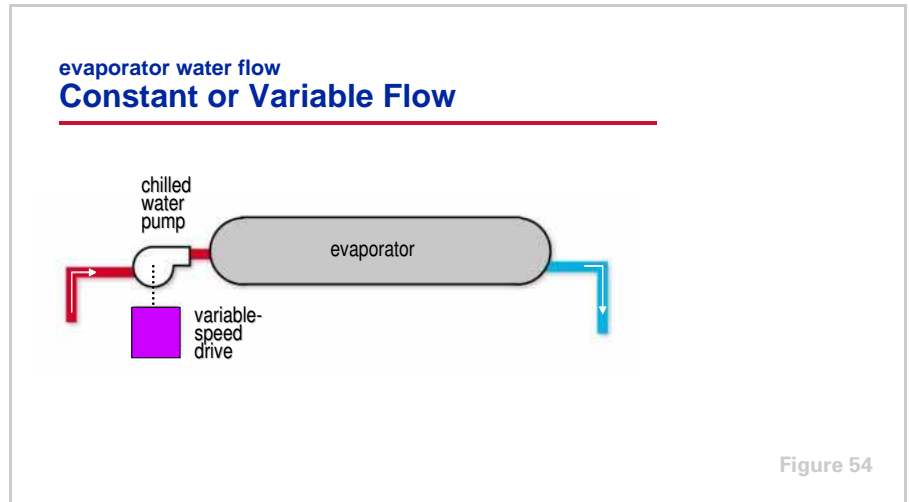 evaporator water flow
Constant or Variable Flow
chilled
water
pump
evaporator
variable-
speed
drive
Figure 54